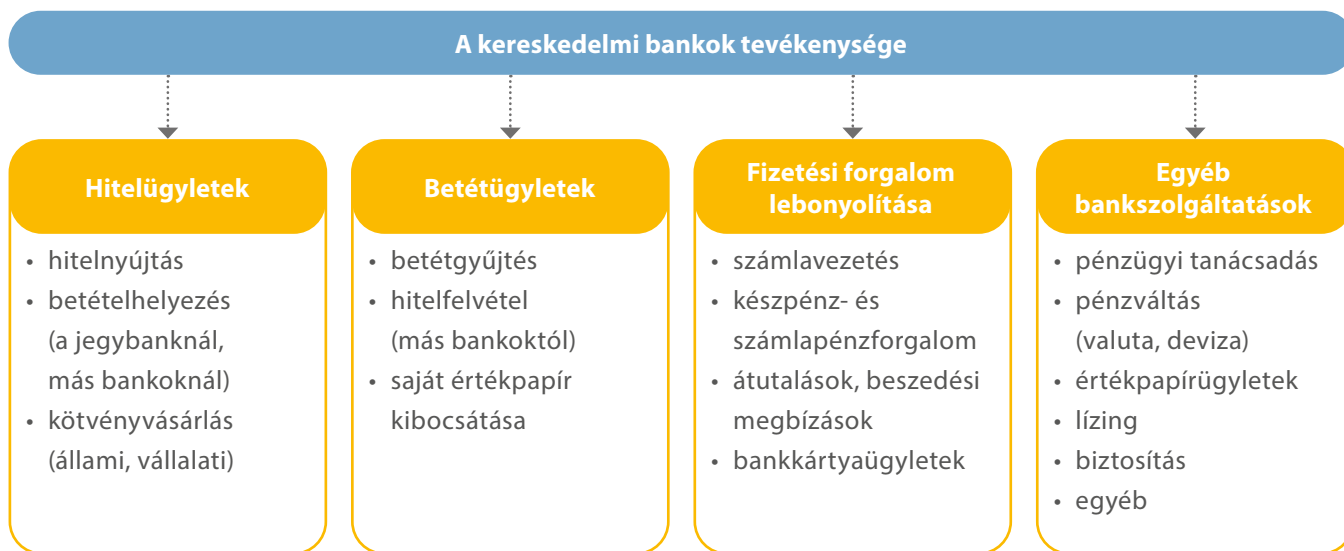 A kereskedelmi bankok tevékenysége
Hitelügyletek
• hitelnyújtás
• betételhelyezés
(a jegybanknál,
más bankoknál)
• kötvényvásárlás
(állami, vállalati)
Betétügyletek
• betétgyűjtés
• hitelfelvétel
(más bankoktól)
• saját értékpapír
kibocsátása
Fizetési forgalom
lebonyolítása
• számlavezetés
• készpénz- és
számlapénzforgalom
• átutalások, beszedési
megbízások
• bankkártyaügyletek
Egyéb
bankszolgáltatások
• pénzügyi tanácsadás
• pénzváltás
(valuta, deviza)
• értékpapírügyletek
• lízing
• biztosítás
• egyéb